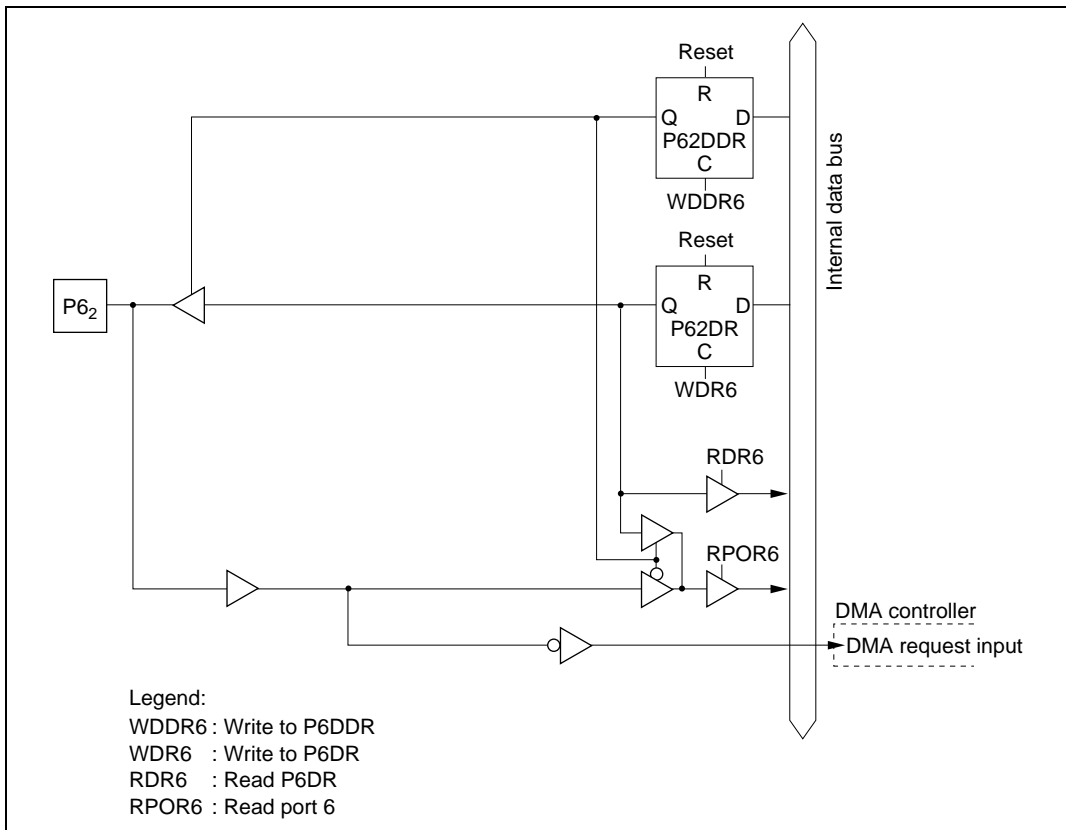 Reset
R
Q D
P62DDR
C
WDDR6
Reset
R
Q D
P62DR
C
WDR6
P6₂
Internal data bus
RDR6
RPOR6
DMA controller
DMA request input
Legend:
WDDR6 : Write to P6DDR
WDR6 : Write to P6DR
RDR6 : Read P6DR
RPOR6 : Read port 6